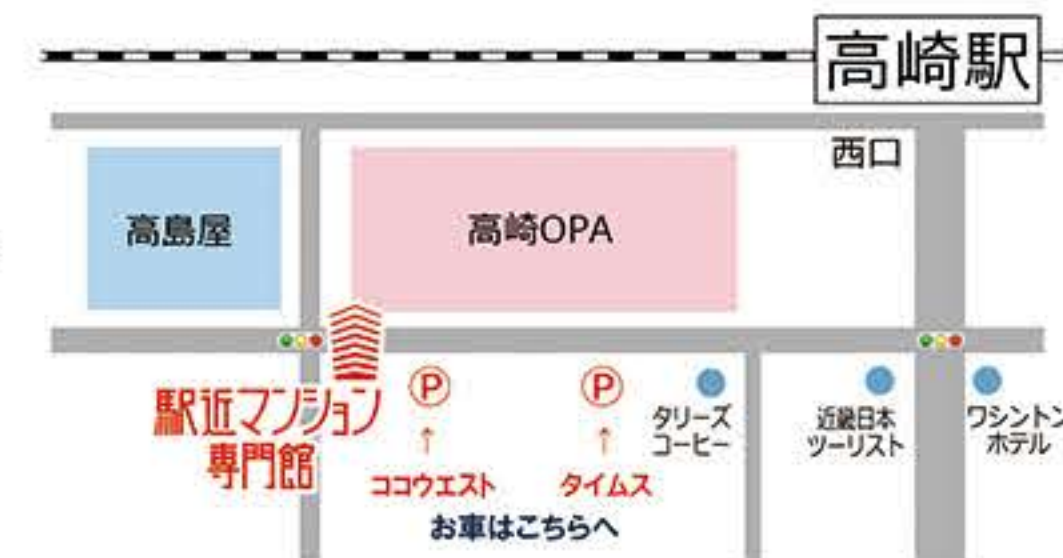 高崎駅
西口
高島屋
高崎OPA
駅近マンション
専門館
P
↑
ココウエスト
P
↑
タイムス
お車はこちらへ
タリーズ
コーヒー
近畿日本
ツーリスト
ワシントン
ホテル